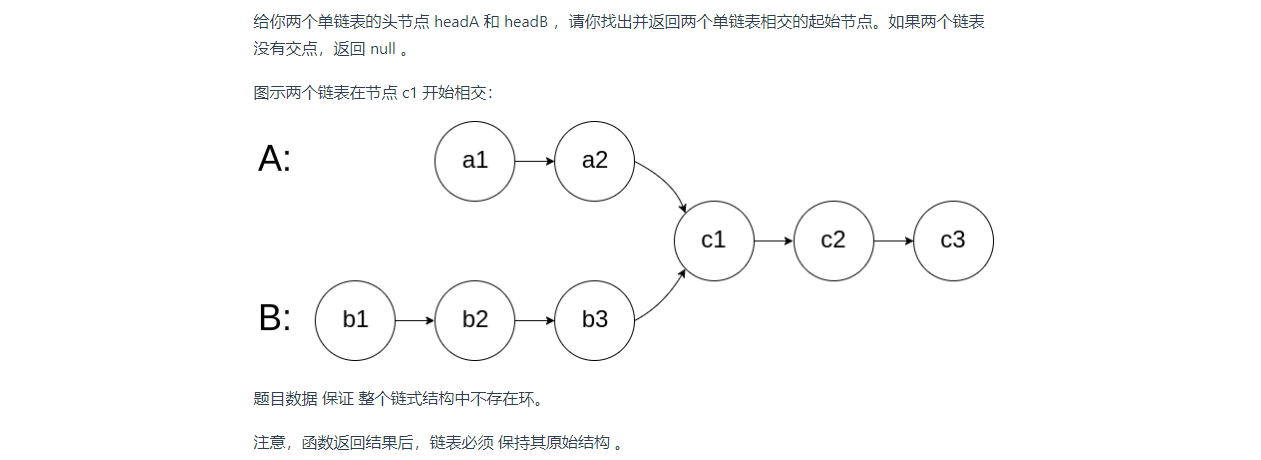 给你两个单链表的头节点 headA 和 headB ，请你找出并返回两个单链表相交的起始节点。如果两个链表
没有交点，返回 null 。
图示两个链表在节点 c1 开始相交：
A:
a1
a2
c1
c2
c3
B:
b1
b2
b3
题目数据 保证 整个链式结构中不存在环。
注意，函数返回结果后，链表必须 保持其原始结构 。